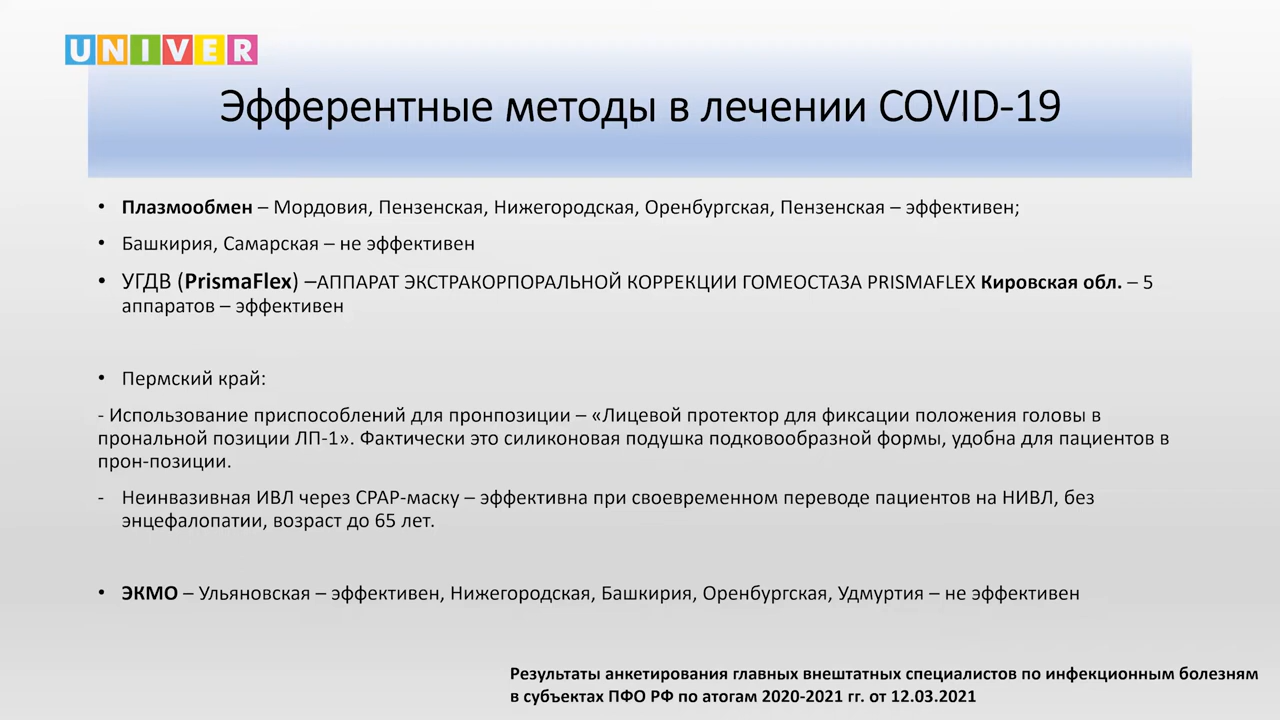 UNIVER
Эфферентные методы в лечении COVID-19
• Плазмообмен – Мордовия, Пензенская, Нижегородская, Оренбургская, Пензенская – эффективен;
• Башкирия, Самарская – не эффективен
• УГДВ (PrismaFlex) –АППАРАТ ЭКСТРАКОРПОРАЛЬНОЙ КОРРЕКЦИИ ГОМЕОСТАЗА PRISMAFLEX Кировская обл. – 5
аппаратов – эффективен
• Пермский край:
- Использование приспособлений для пронпозиции – «Лицевой протектор для фиксации положения головы в
прональной позиции ЛП-1». Фактически это силиконовая подушка подковообразной формы, удобна для пациентов в
прон-позиции.
- Неинвазивная ИВЛ через СРАР-маску – эффективна при своевременном переводе пациентов на НИВЛ, без
энцефалопатии, возраст до 65 лет.
• ЭКМО – Ульяновская – эффективен, Нижегородская, Башкирия, Оренбургская, Удмуртия – не эффективен
Результаты анкетирования главных внештатных специалистов по инфекционным болезням
в субъектах ПФО РФ по атогам 2020-2021 гг. от 12.03.2021